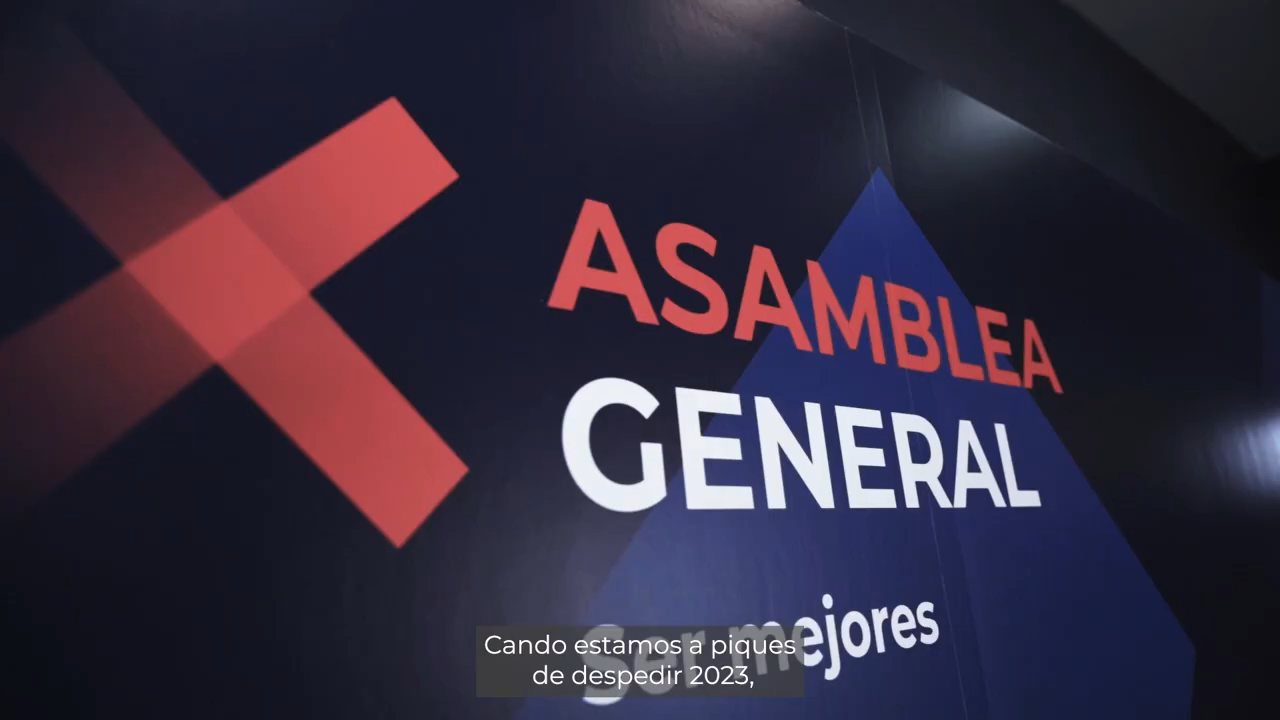 ASAMBLEA
GENERAL
Ser mejores
Cando estamos a piques
de despedir 2023,